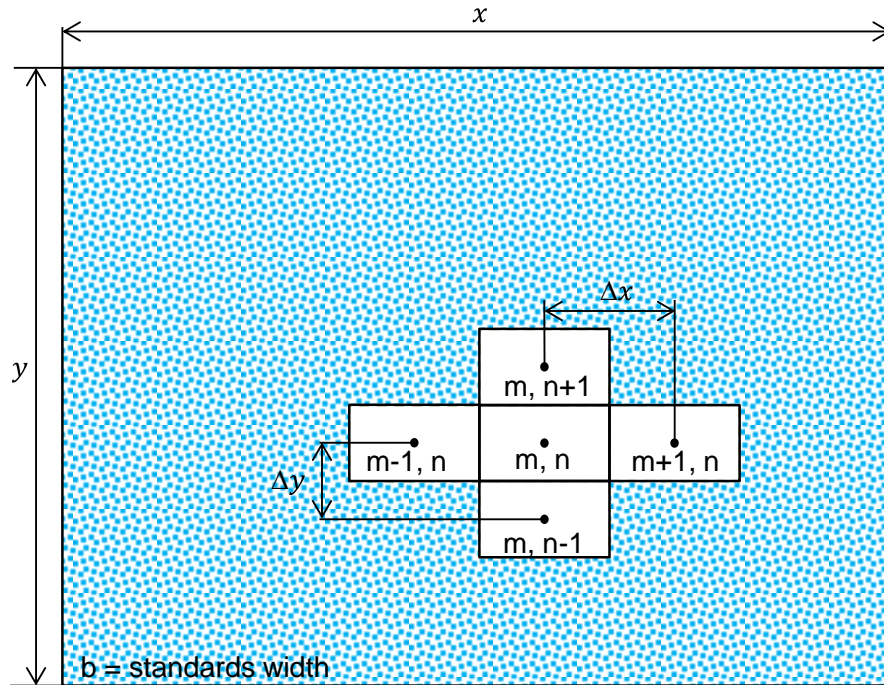 x
y
Δx
m, n+1
m-1, n
m, n
m+1, n
Δy
m, n-1
b = standards width